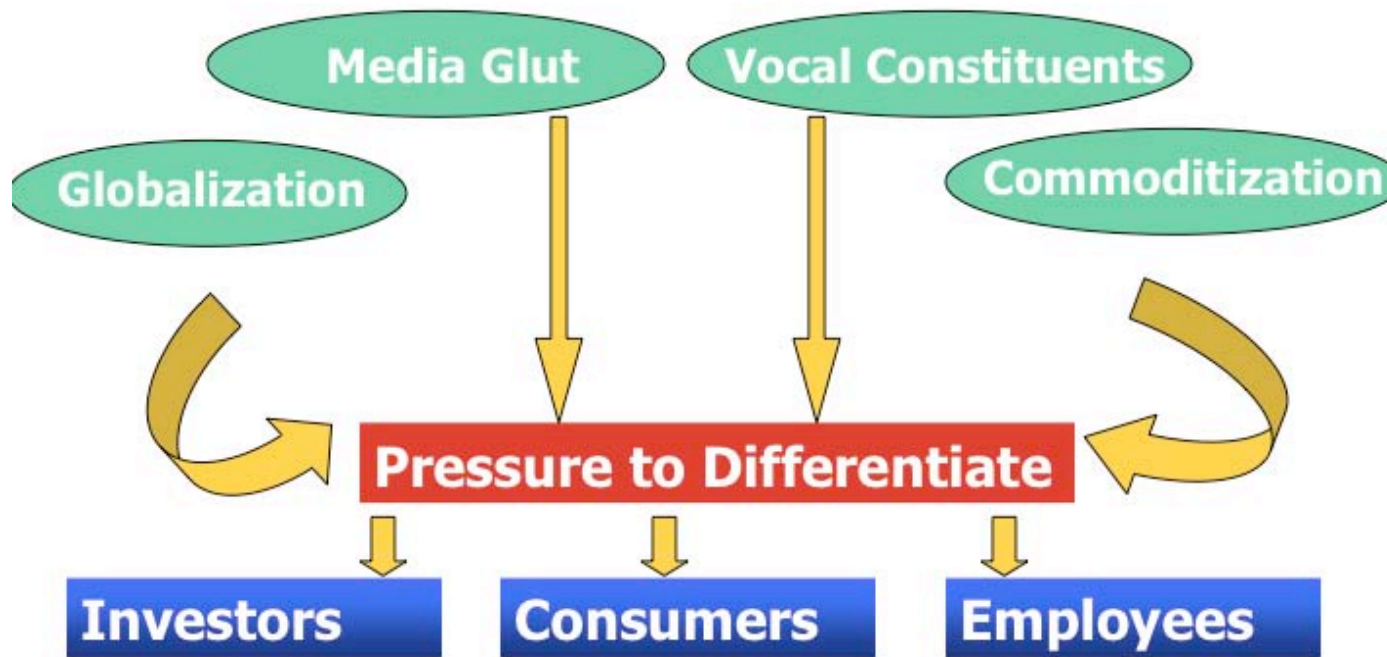 Media Glut
Vocal Constituents
Globalization
Commoditization
Pressure to Differentiate
Investors
Consumers
Employees